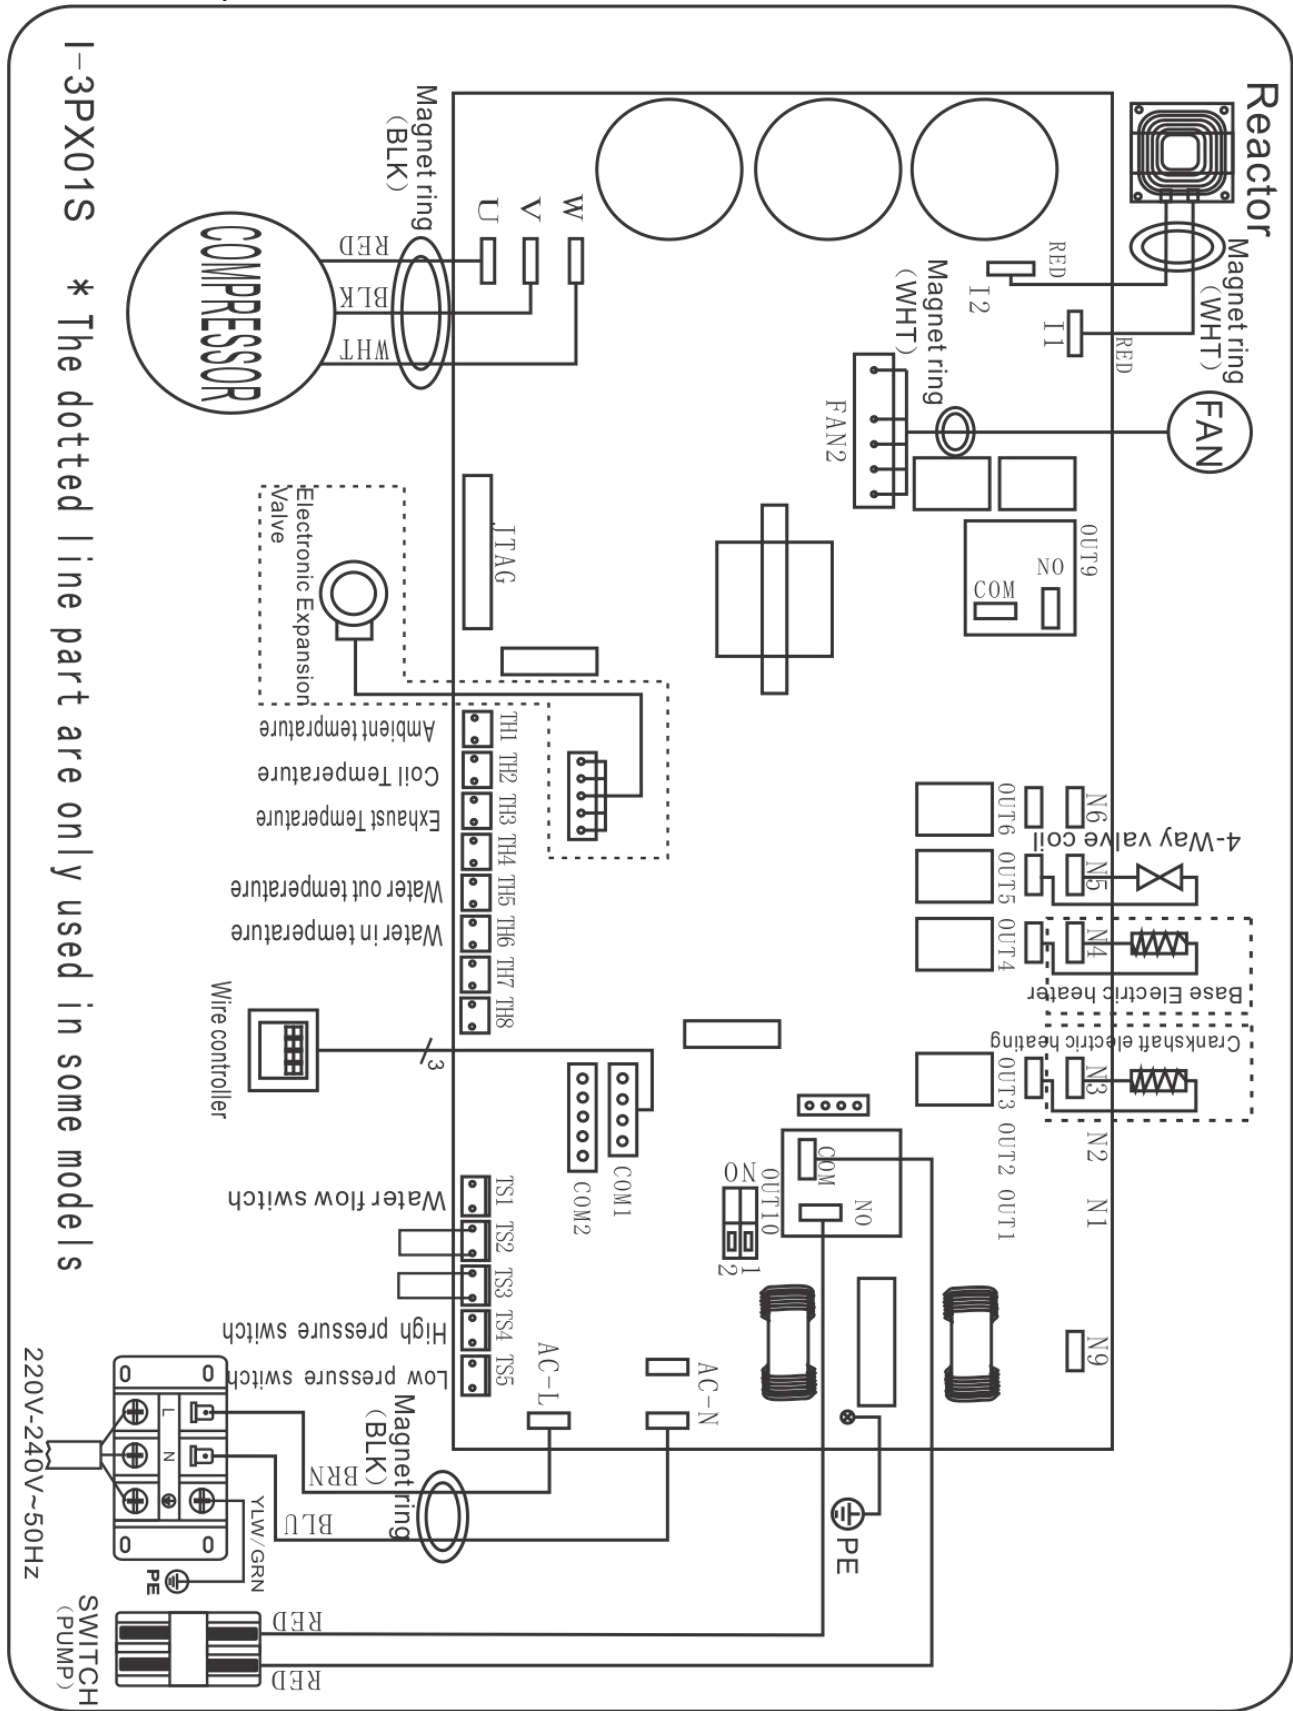 Reactor
Magnet ring
(WHT)
RED
I2
I1
RED
Magnet ring
(WHT)
FAN
FAN2
OUT9
NO
COM
Magnet ring
(BLK)
U
V
W
RED
BLK
WHT
COMPRESSOR
JTAG
Electronic Expansion
Valve
TH1
TH2
TH3
TH4
TH5
TH6
TH7
TH8
Ambient temprature
Coil Temperature
Exhaust Temperature
Water out temperature
Water in temperature
Wire controller
3
COM1
COM2
OUT6
N6
4-Way valve coil
OUT5
N5
OUT4
N4
Base Electric heater
Crankshaft electric heating
OUT3
N3
OUT2
N2
OUT1
N1
COM
NO
OUT10
ON
1
2
N9
TS1
TS2
TS3
TS4
TS5
Water flow switch
High pressure switch
Low pressure switch
AC-L
AC-N
Magnet ring
(BLK)
BRN
BLU
L
N
YLW/GRN
PE
PE
220V-240V~50Hz
SWITCH
(PUMP)
RED
RED
I-3PX01S * The dotted line part are only used in some models